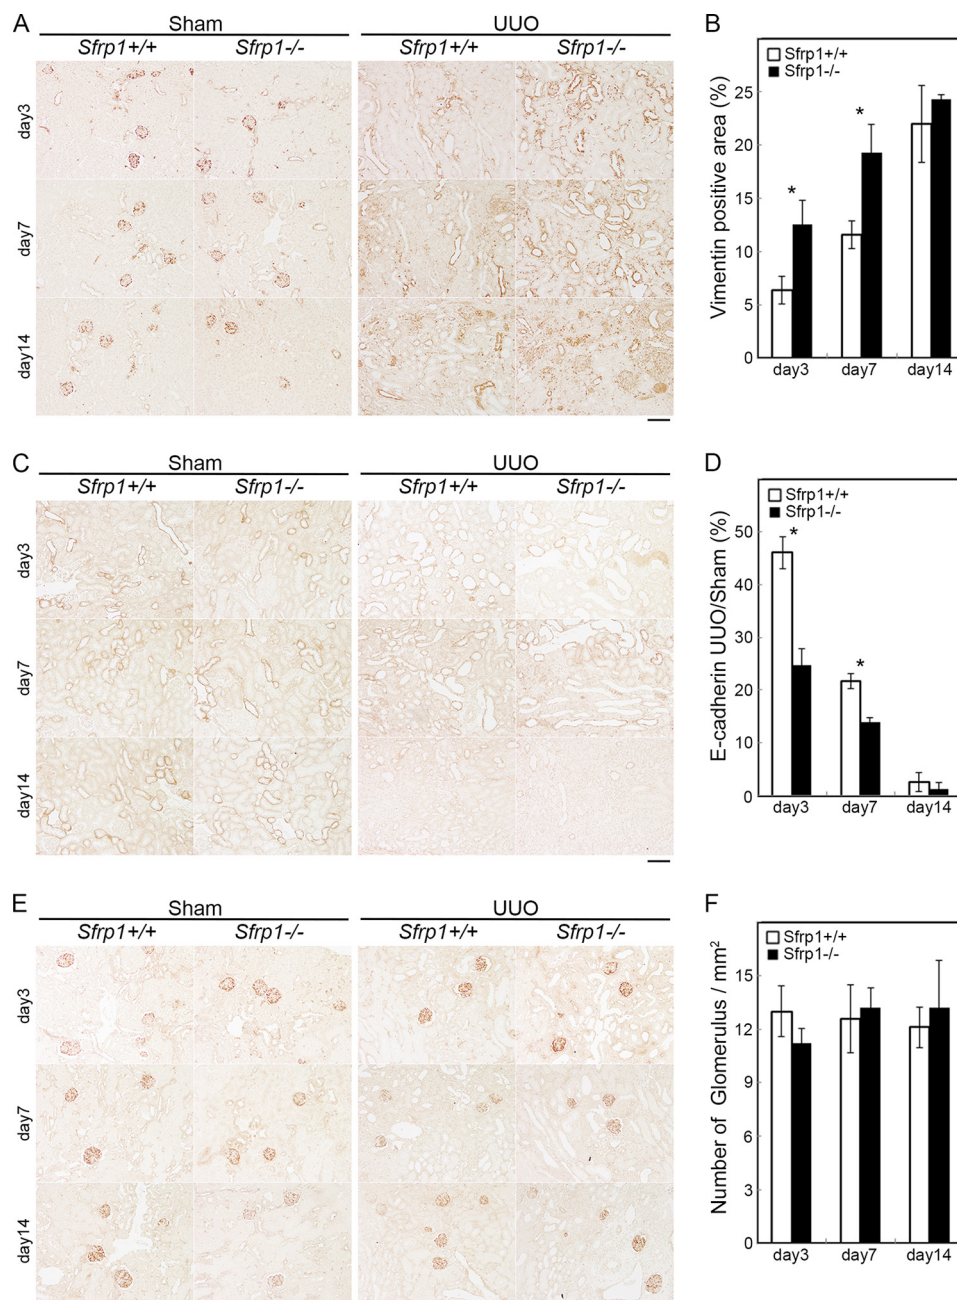 A
Sham
UUO
Sfrp1+/+
Sfrp1-/-
Sfrp1+/+
Sfrp1-/-
day3
day7
day14
B
Sfrp1+/+
Sfrp1-/-
Vimentin positive area (%)
25
20
15
10
5
0
*
*
day3
day7
day14
C
Sham
UUO
Sfrp1+/+
Sfrp1-/-
Sfrp1+/+
Sfrp1-/-
day3
day7
day14
D
Sfrp1+/+
Sfrp1-/-
E-cadherin UUO/Sham (%)
50
40
30
20
10
0
*
*
day3
day7
day14
E
Sham
UUO
Sfrp1+/+
Sfrp1-/-
Sfrp1+/+
Sfrp1-/-
day3
day7
day14
F
Sfrp1+/+
Sfrp1-/-
Number of Glomerulus / mm²
15
12
9
6
3
0
day3
day7
day14